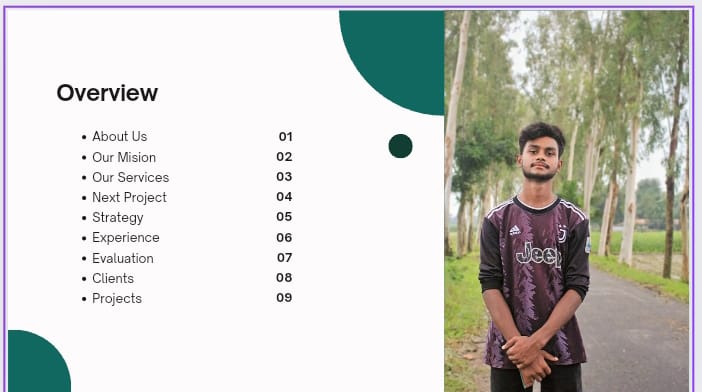 Overview
• About Us 01
• Our Mision 02
• Our Services 03
• Next Project 04
• Strategy 05
• Experience 06
• Evaluation 07
• Clients 08
• Projects 09
adidas
Jeep